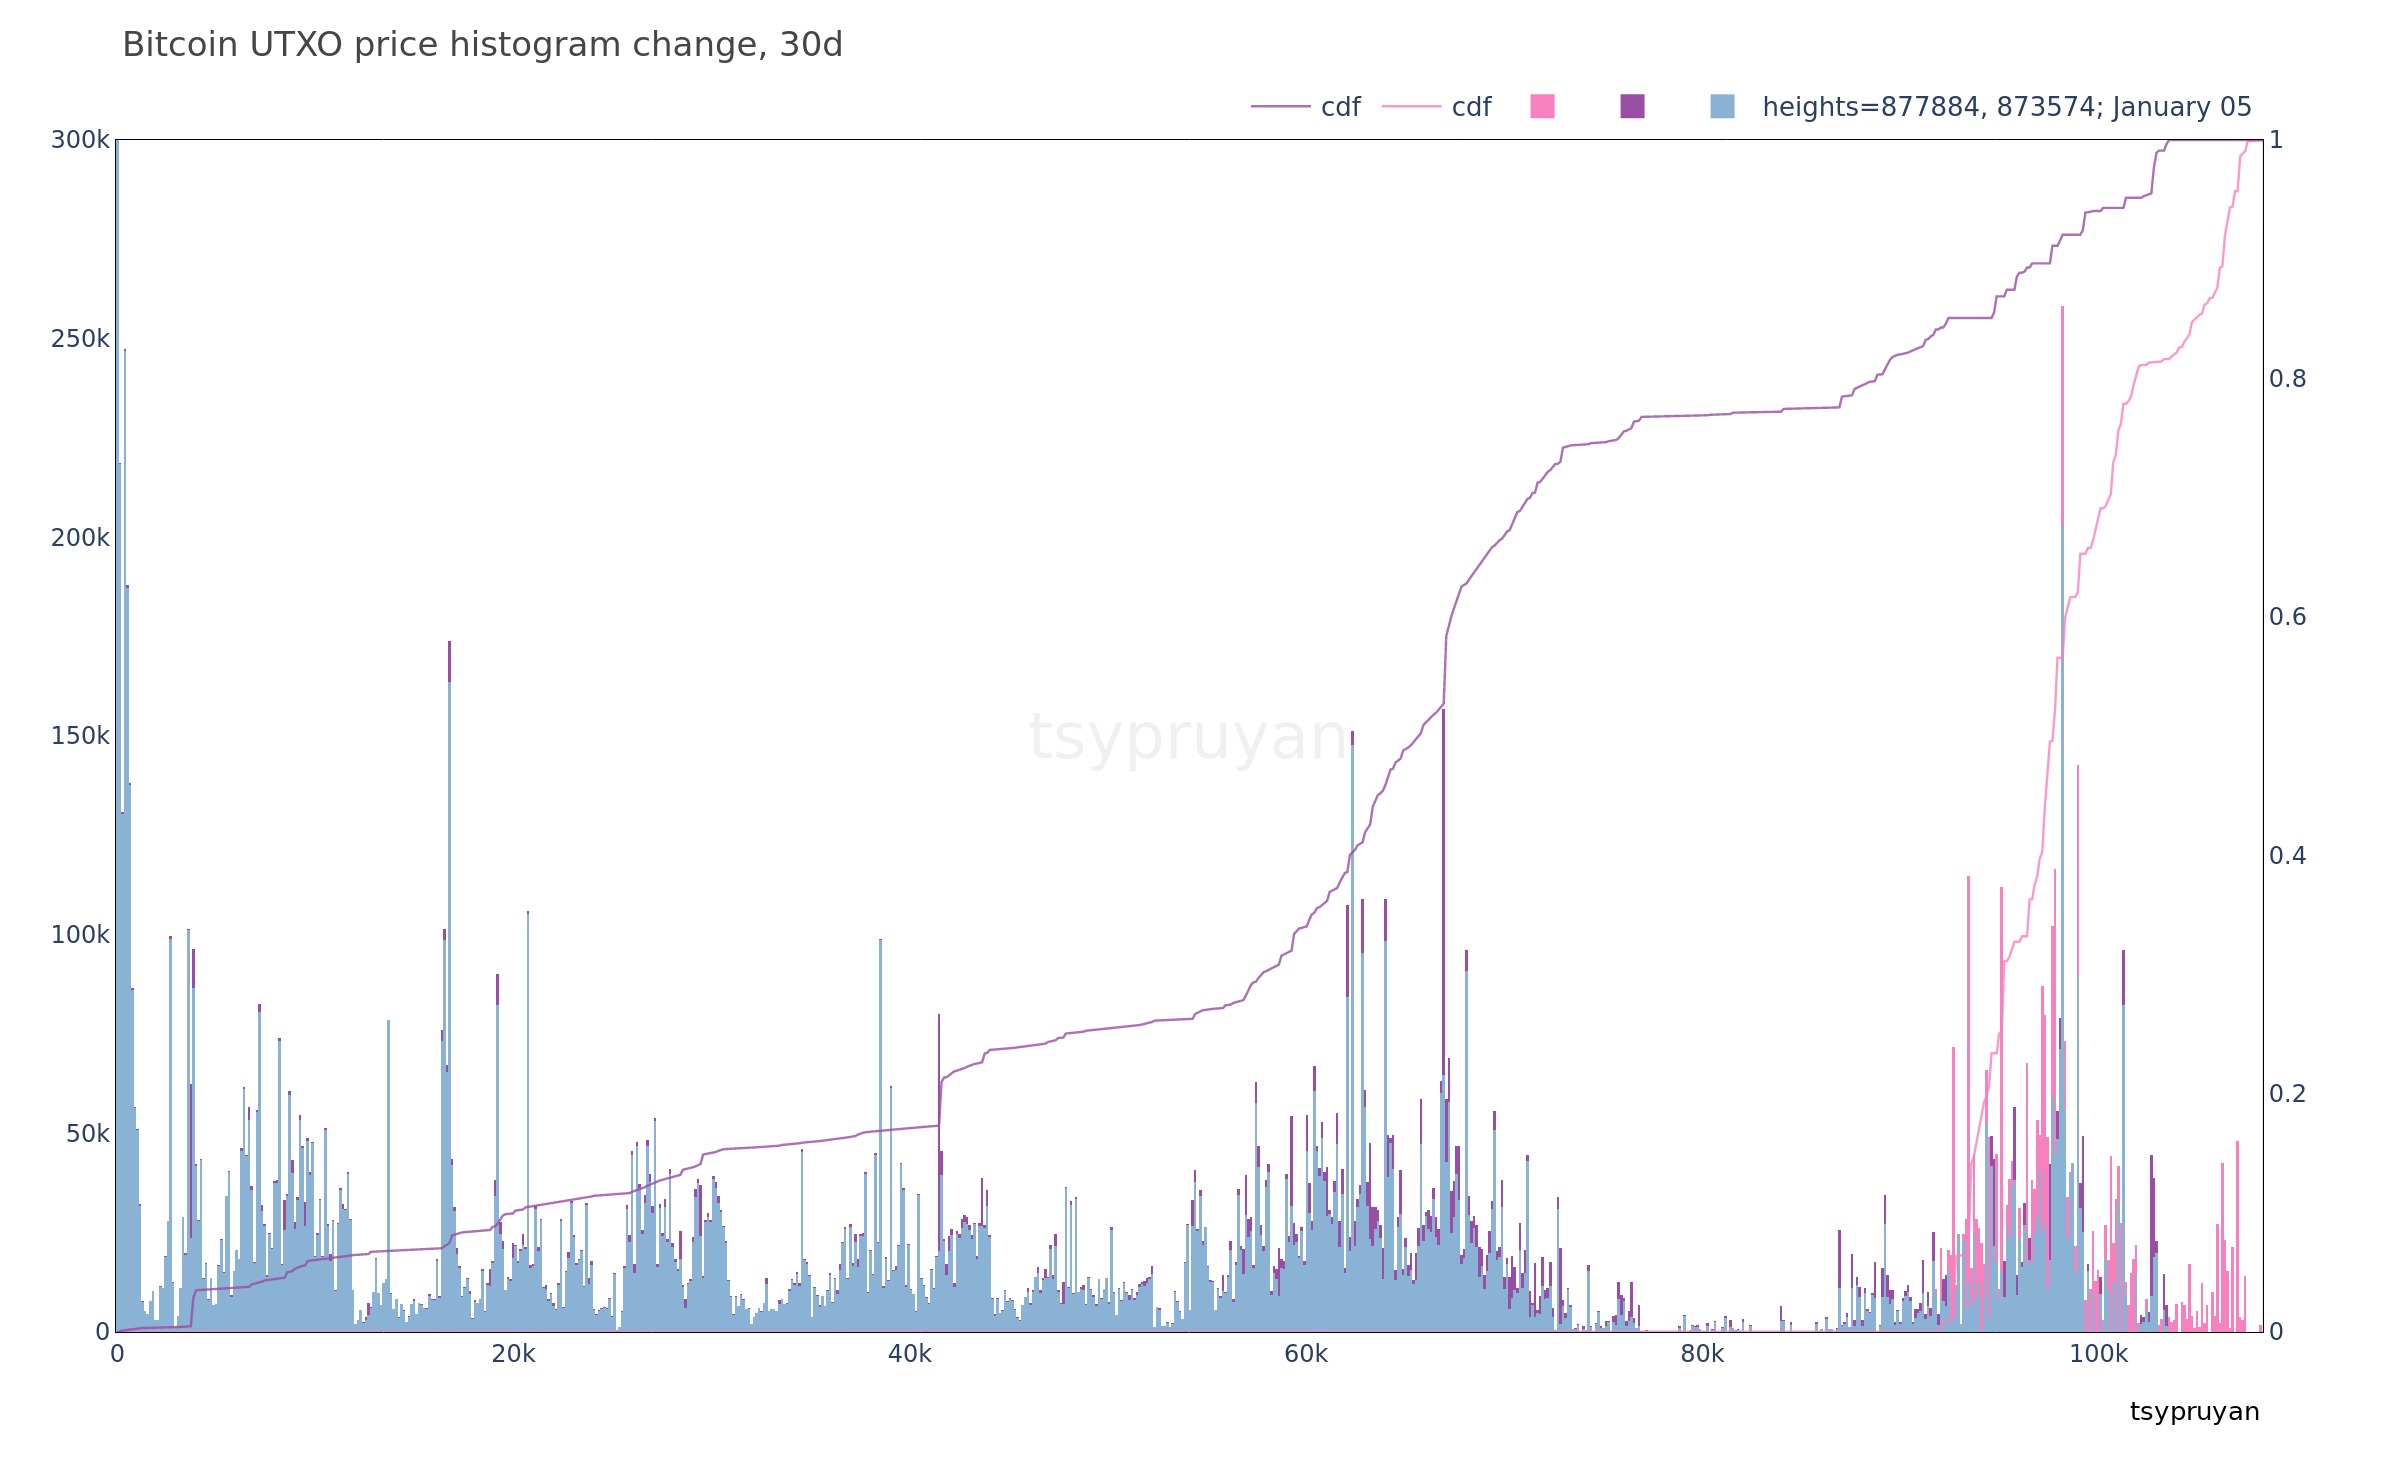 Bitcoin UTXO price histogram change, 30d
cdf cdf heights=877884, 873574; January 05
300k
250k
200k
150k
100k
50k
0
1
0.8
0.6
0.4
0.2
0
tsypruyan
0 20k 40k 60k 80k 100k
tsypruyan